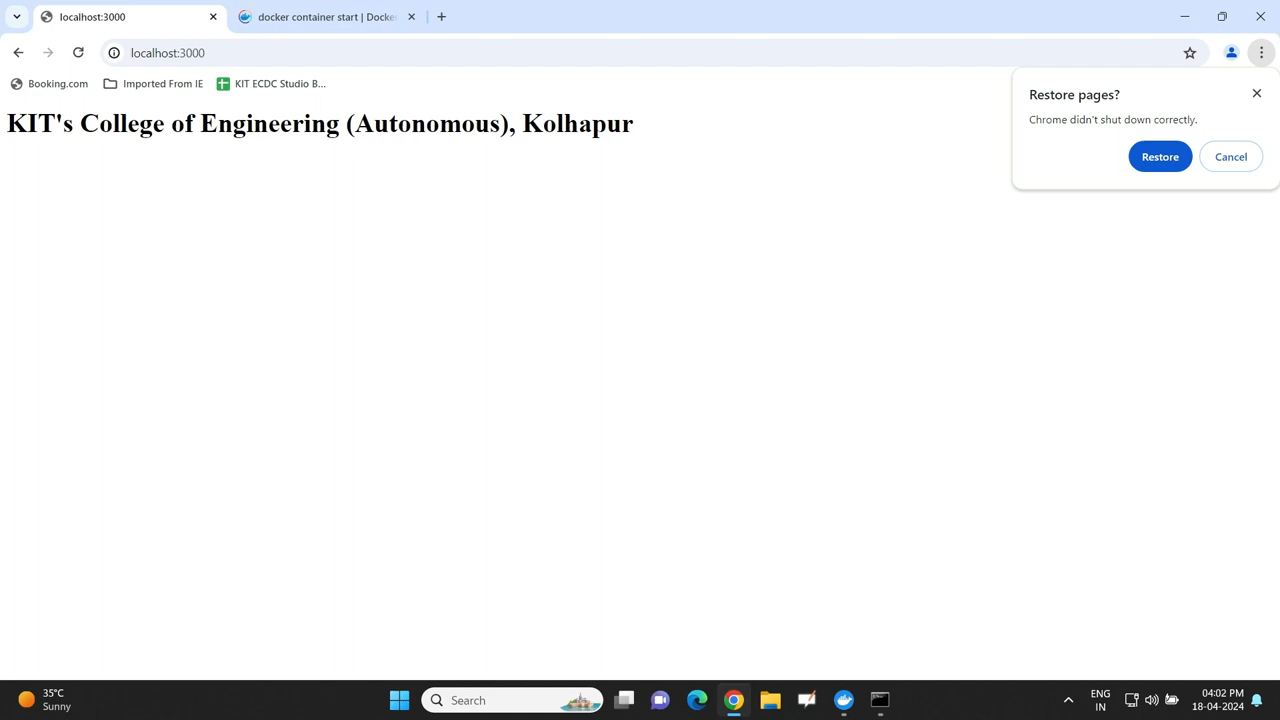 localhost:3000
docker container start | Docke
localhost:3000
Booking.com
Imported From IE
KIT ECDC Studio B...
Restore pages?
Chrome didn't shut down correctly.
Restore
Cancel
KIT's College of Engineering (Autonomous), Kolhapur
35°C
Sunny
Search
ENG
IN
04:02 PM
18-04-2024